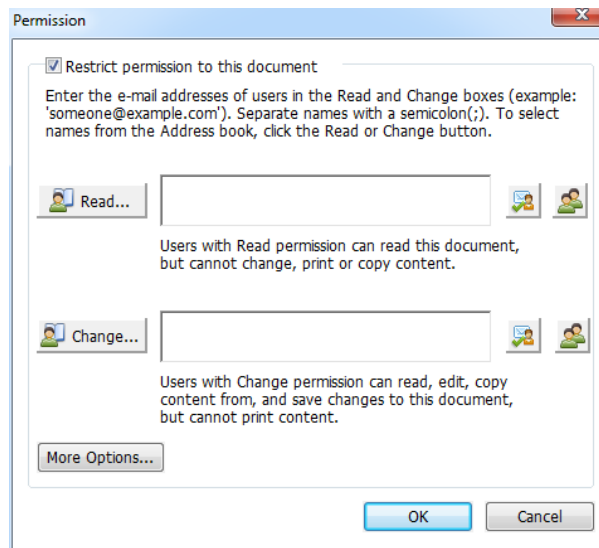 Permission
Restrict permission to this document
Enter the e-mail addresses of users in the Read and Change boxes (example:
'someone@example.com'). Separate names with a semicolon(;). To select
names from the Address book, click the Read or Change button.
Read...
Users with Read permission can read this document,
but cannot change, print or copy content.
Change...
Users with Change permission can read, edit, copy
content from, and save changes to this document,
but cannot print content.
More Options...
OK Cancel